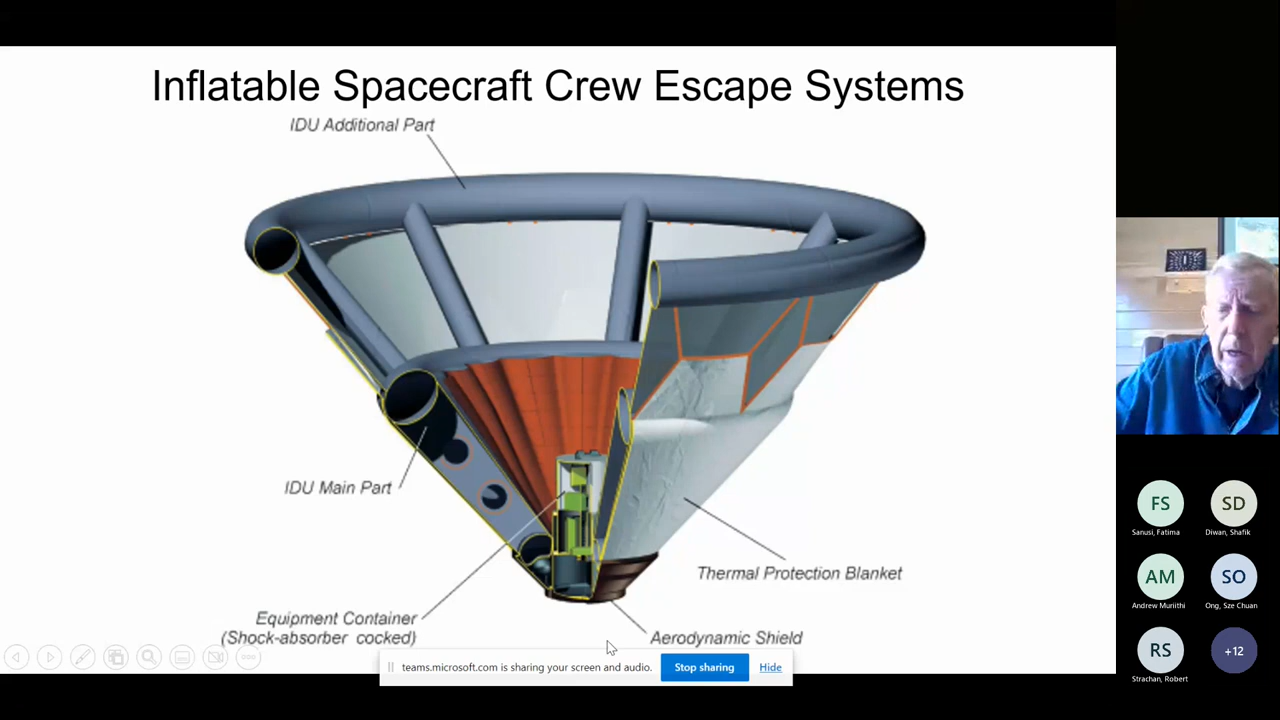 Inflatable Spacecraft Crew Escape Systems
IDU Additional Part
IDU Main Part
Thermal Protection Blanket
Equipment Container
(Shock-absorber cocked)
Aerodynamic Shield
teams.microsoft.com is sharing your screen and audio.
Stop sharing
Hide
FS
SD
Sanusi, Fatima
Diwan, Shafik
AM
SO
Andrew Muriithi
Ong, Sze Chuan
RS
+12
Strachan, Robert